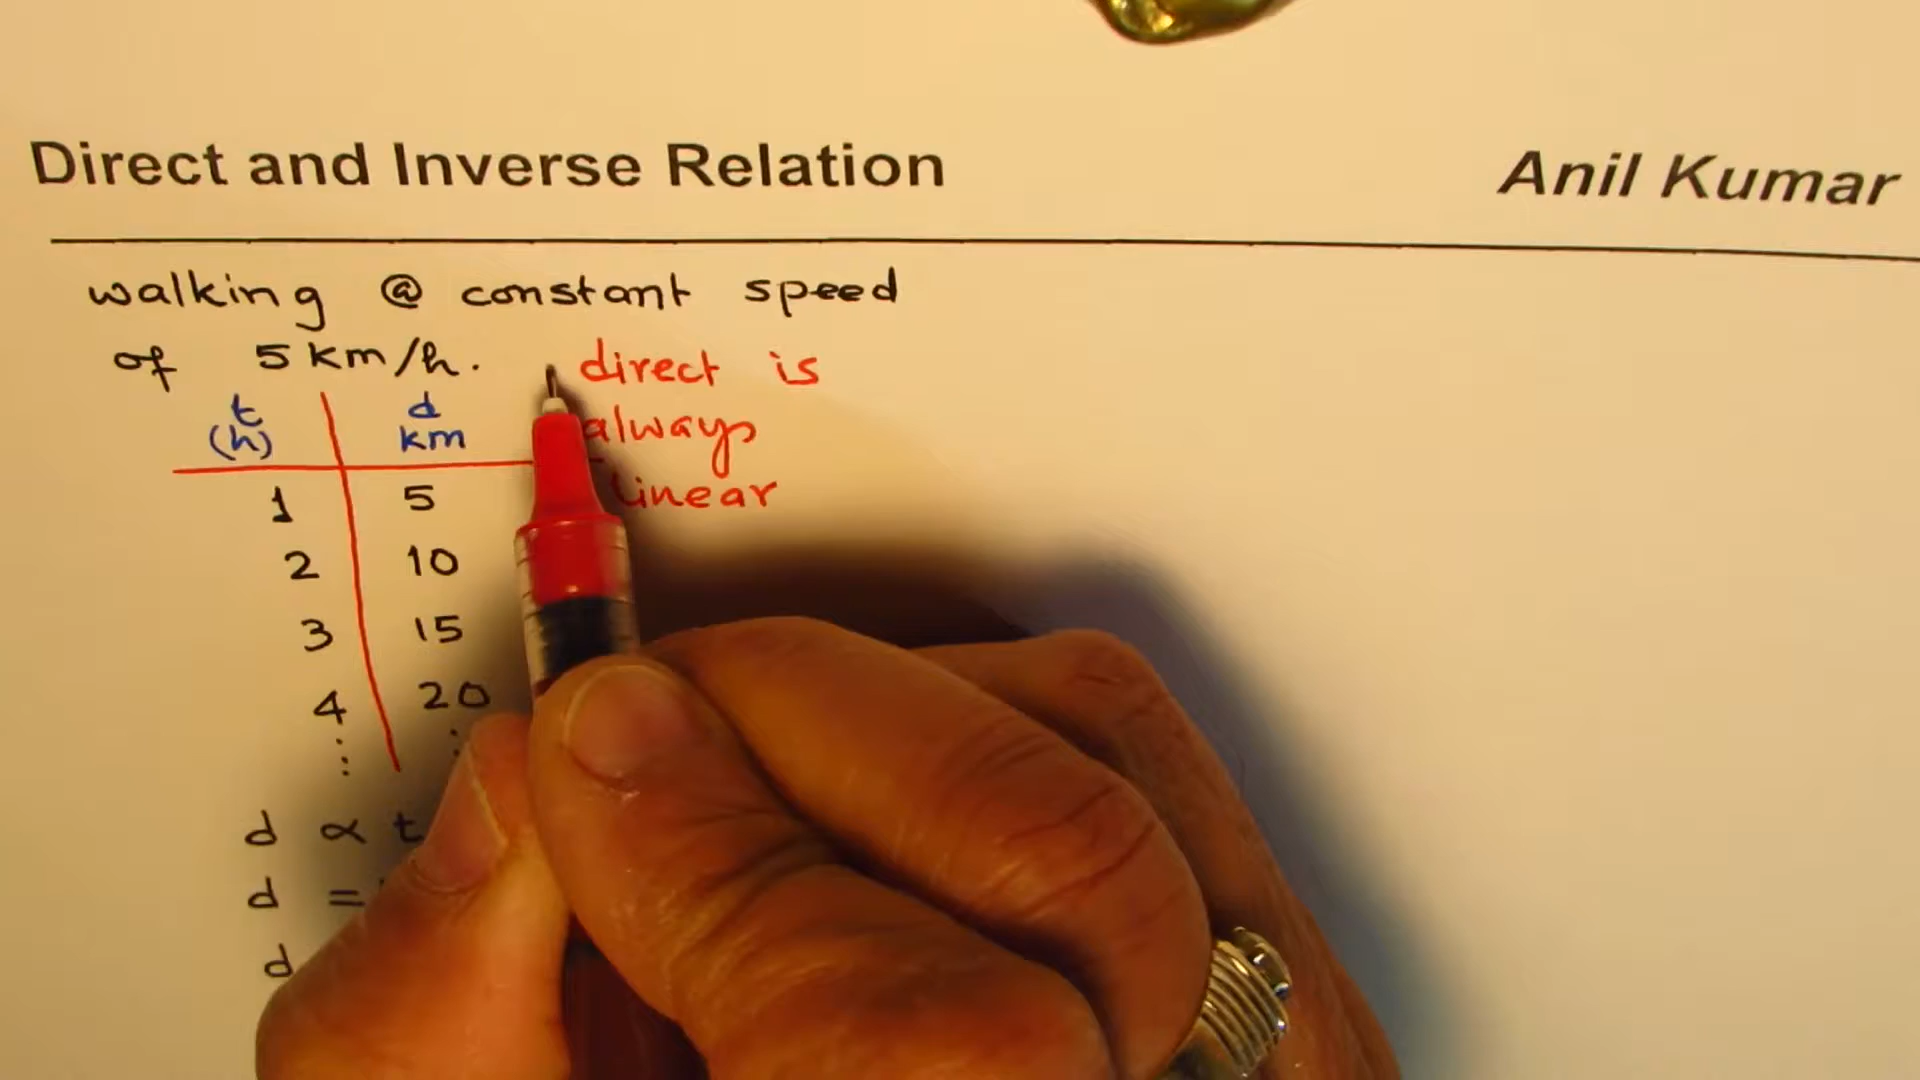 Direct and Inverse Relation
Anil Kumar
walking @ constant speed
of 5 km/h.
direct is
always
linear
t d
(h) km
1 5
2 10
3 15
4 20
⋮ ⋮
d ∝ t
d =
d